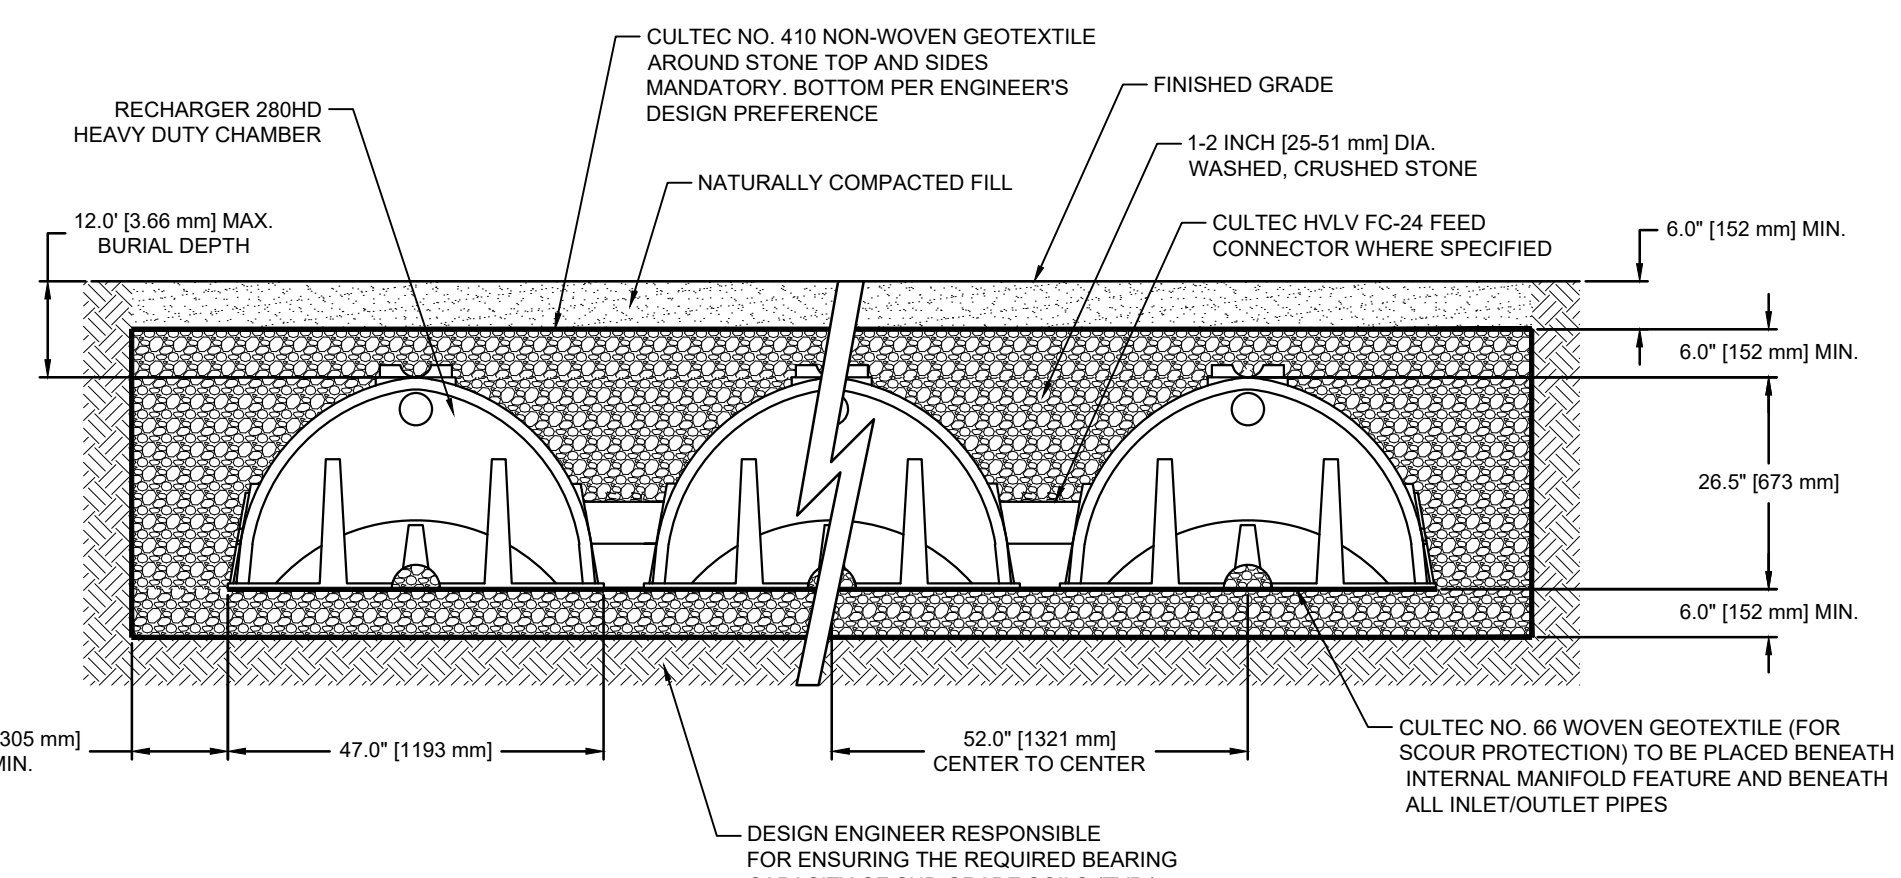 CULTEC NO. 410 NON-WOVEN GEOTEXTILE
AROUND STONE TOP AND SIDES
MANDATORY. BOTTOM PER ENGINEER'S
DESIGN PREFERENCE
RECHARGER 280HD
HEAVY DUTY CHAMBER
FINISHED GRADE
1-2 INCH [25-51 mm] DIA.
WASHED, CRUSHED STONE
NATURALLY COMPACTED FILL
12.0' [3.66 mm] MAX.
BURIAL DEPTH
CULTEC HVLV FC-24 FEED
CONNECTOR WHERE SPECIFIED
6.0" [152 mm] MIN.
6.0" [152 mm] MIN.
26.5" [673 mm]
6.0" [152 mm] MIN.
305 mm]
MIN.
47.0" [1193 mm]
52.0" [1321 mm]
CENTER TO CENTER
CULTEC NO. 66 WOVEN GEOTEXTILE (FOR
SCOUR PROTECTION) TO BE PLACED BENEATH
INTERNAL MANIFOLD FEATURE AND BENEATH
ALL INLET/OUTLET PIPES
DESIGN ENGINEER RESPONSIBLE
FOR ENSURING THE REQUIRED BEARING